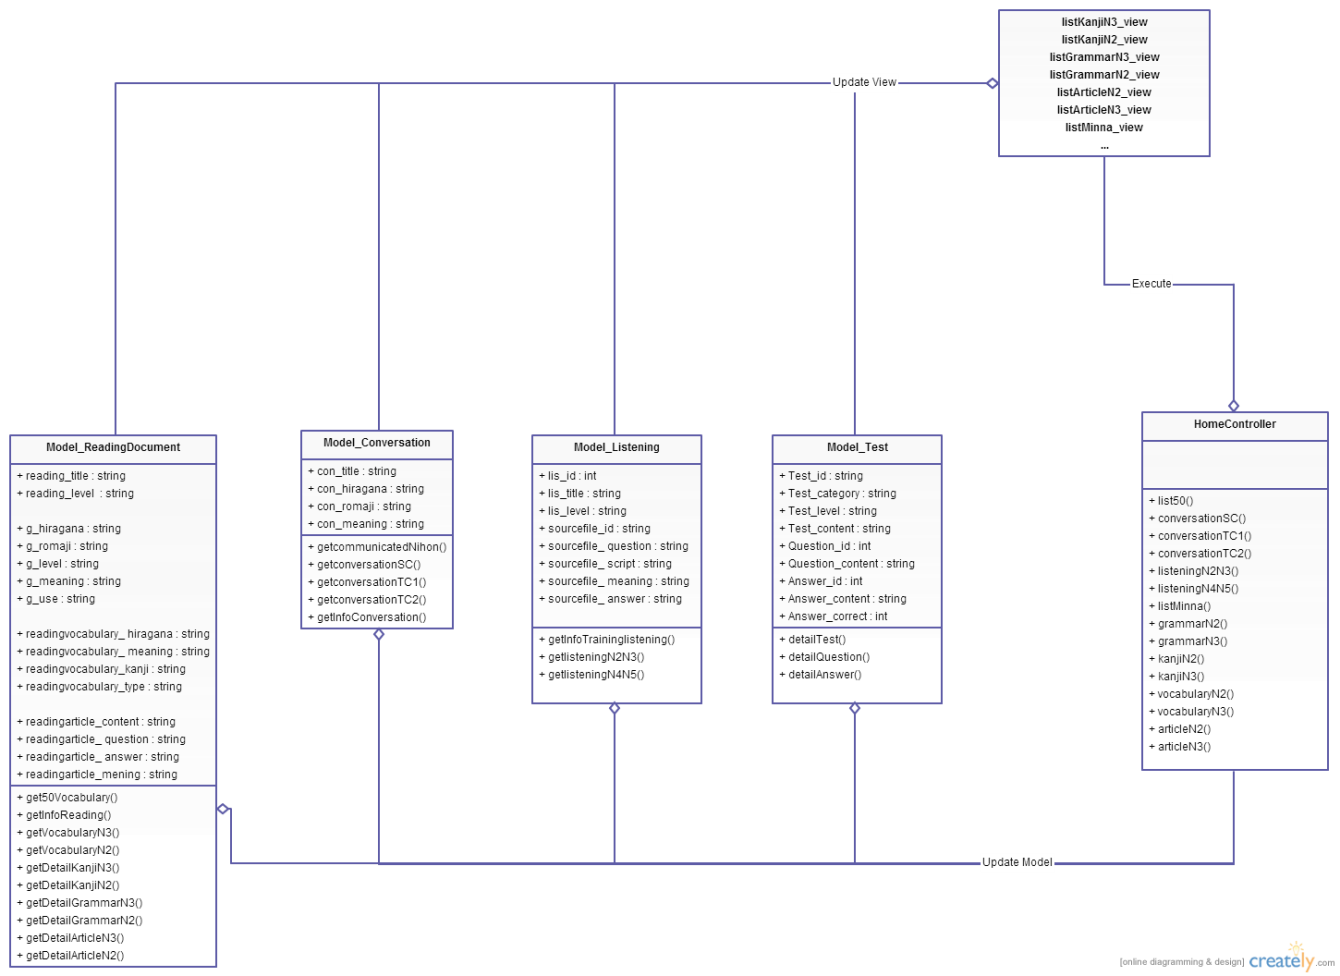 listKanjiN3_view
listKanjiN2_view
listGrammarN3_view
listGrammarN2_view
listArticleN2_view
listArticleN3_view
listMinna_view
...
Update View
Execute
Model_ReadingDocument
+ reading_title : string
+ reading_level  : string
+ g_hiragana : string
+ g_romaji : string
+ g_level : string
+ g_meaning : string
+ g_use : string
+ readingvocabulary_ hiragana : string
+ readingvocabulary_ meaning : string
+ readingvocabulary_kanji : string
+ readingvocabulary_type : string
+ readingarticle_content : string
+ readingarticle_ question : string
+ readingarticle_ answer : string
+ readingarticle_mening : string
+ get50Vocabulary()
+ getInfoReading()
+ getVocabularyN3()
+ getVocabularyN2()
+ getDetailKanjiN3()
+ getDetailKanjiN2()
+ getDetailGrammarN3()
+ getDetailGrammarN2()
+ getDetailArticleN3()
+ getDetailArticleN2()
Model_Conversation
+ con_title : string
+ con_hiragana : string
+ con_romaji : string
+ con_meaning : string
+ getcommunicatedNihon()
+ getconversationSC()
+ getconversationTC1()
+ getconversationTC2()
+ getInfoConversation()
Model_Listening
+ lis_id : int
+ lis_title : string
+ lis_level : string
+ sourcefile_id : string
+ sourcefile_ question : string
+ sourcefile_ script : string
+ sourcefile_ meaning : string
+ sourcefile_ answer : string
+ getInfoTraininglistening()
+ getlisteningN2N3()
+ getlisteningN4N5()
Model_Test
+ Test_id : string
+ Test_category : string
+ Test_level : string
+ Test_content : string
+ Question_id : int
+ Question_content : string
+ Answer_id : int
+ Answer_content : string
+ Answer_correct : int
+ detailTest()
+ detailQuestion()
+ detailAnswer()
HomeController
+ list50()
+ conversationSC()
+ conversationTC1()
+ conversationTC2()
+ listeningN2N3()
+ listeningN4N5()
+ listMinna()
+ grammarN2()
+ grammarN3()
+ kanjiN2()
+ kanjiN3()
+ vocabularyN2()
+ vocabularyN3()
+ articleN2()
+ articleN3()
Update Model
[online diagramming & design] creately.com